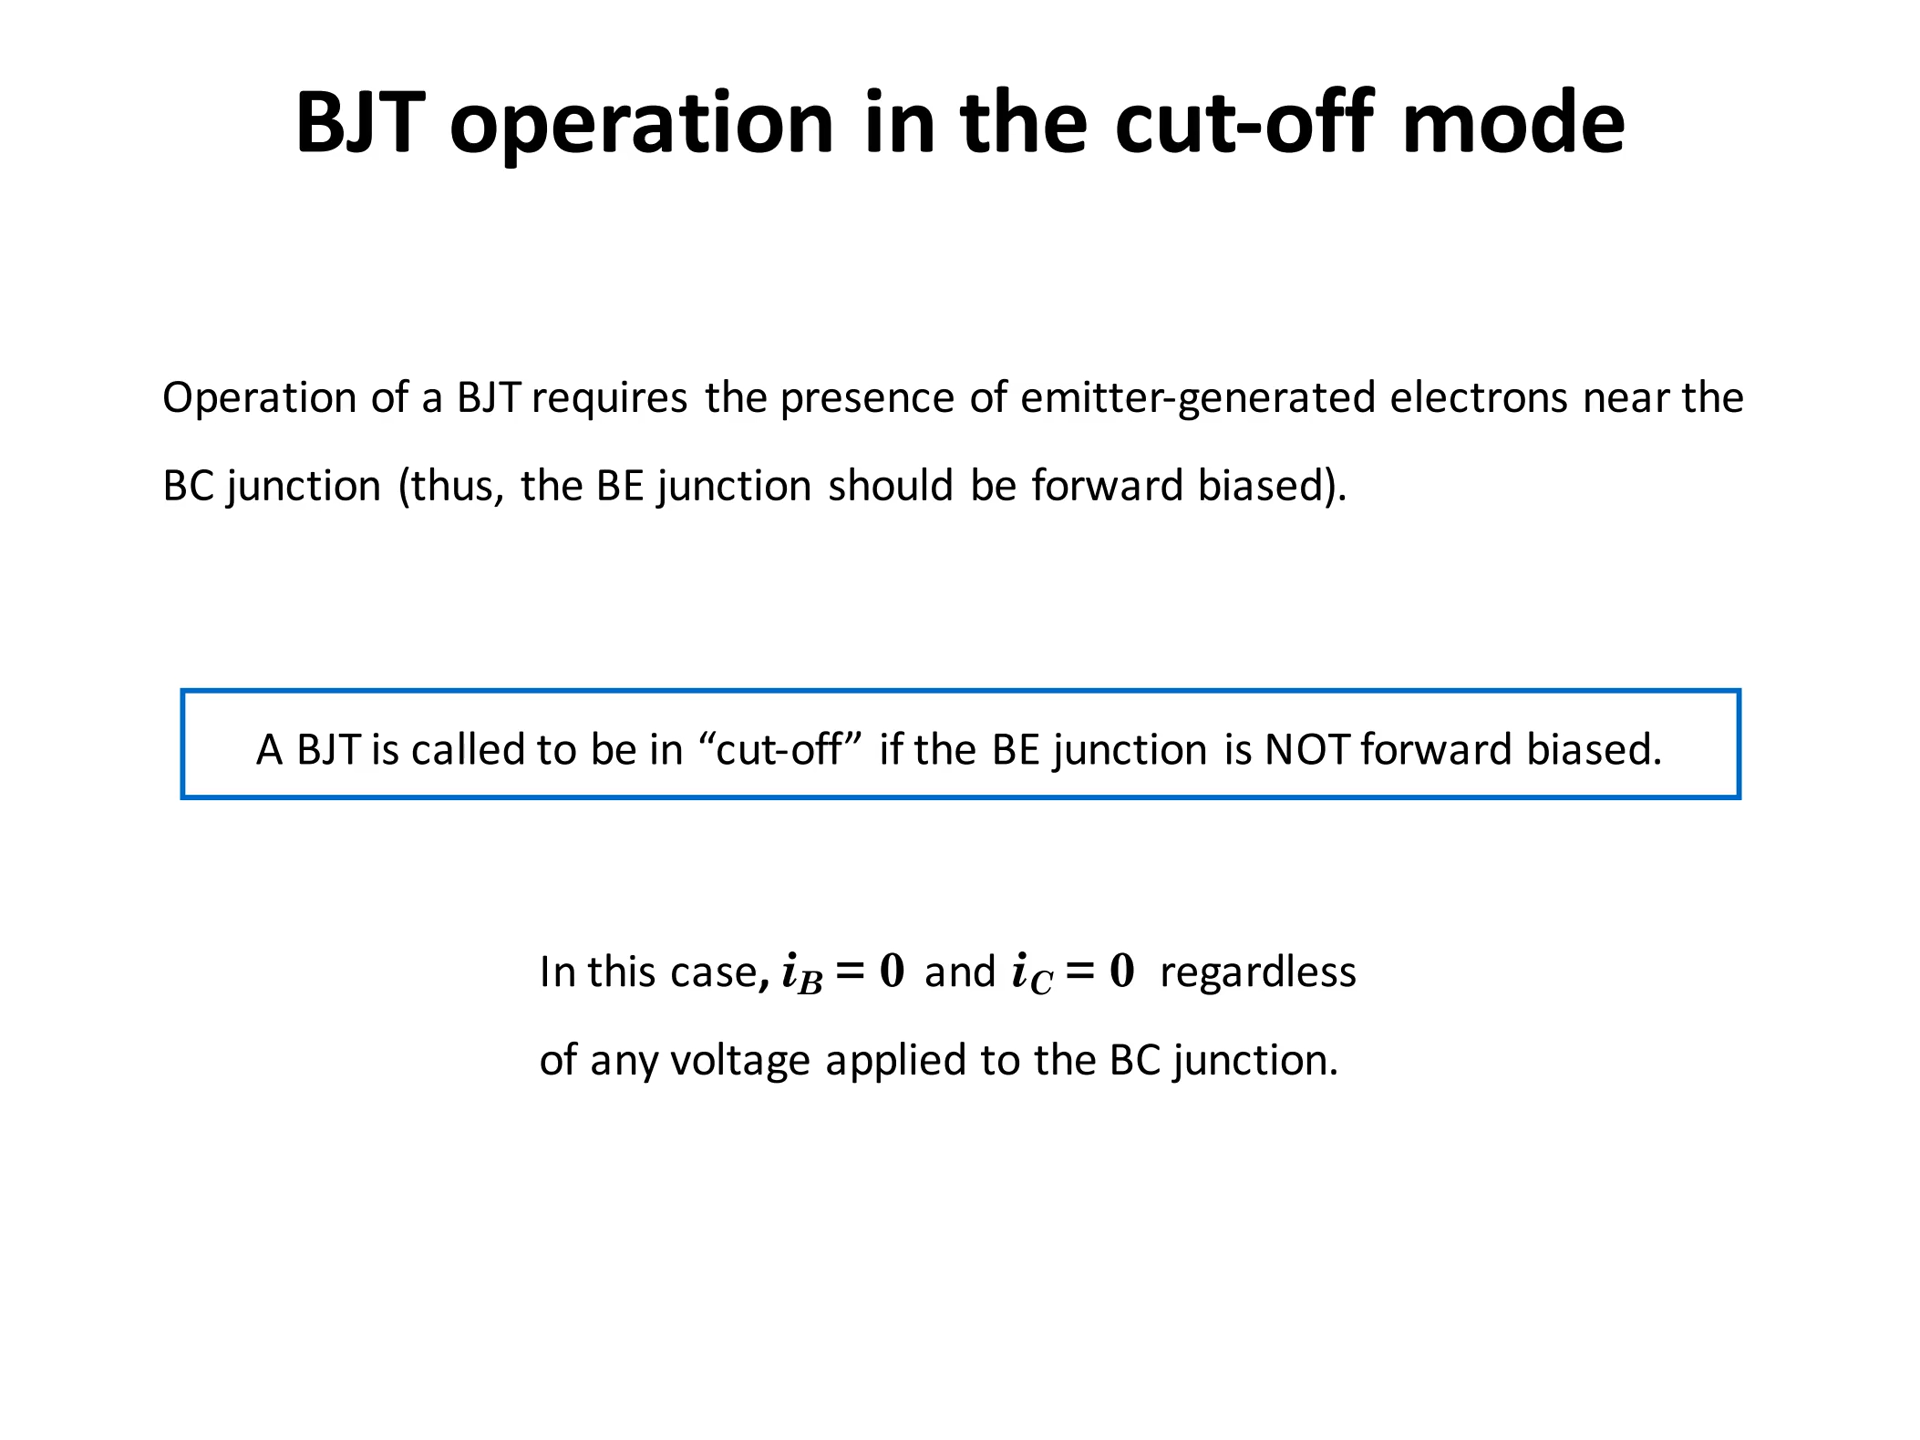 BJT operation in the cut-off mode
Operation of a BJT requires the presence of emitter-generated electrons near the
BC junction (thus, the BE junction should be forward biased).
A BJT is called to be in “cut-off” if the BE junction is NOT forward biased.
In this case, i_B = 0 and i_C = 0 regardless
of any voltage applied to the BC junction.